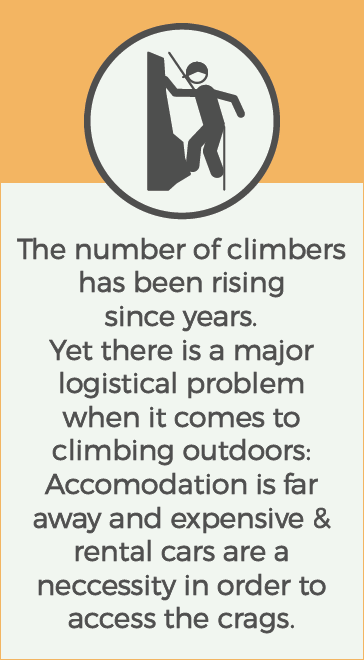 The number of climbers
has been rising
since years.
Yet there is a major
logistical problem
when it comes to
climbing outdoors:
Accomodation is far
away and expensive &
rental cars are a
neccessity in order to
access the crags.